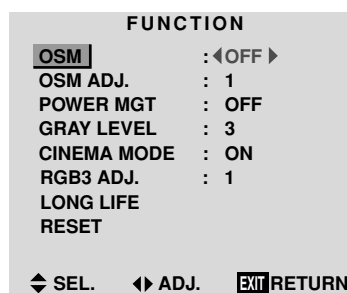 FUNCTION
OSM : OFF
OSM ADJ. : 1
POWER MGT : OFF
GRAY LEVEL : 3
CINEMA MODE : ON
RGB3 ADJ. : 1
LONG LIFE
RESET
SEL. ADJ. EXIT RETURN